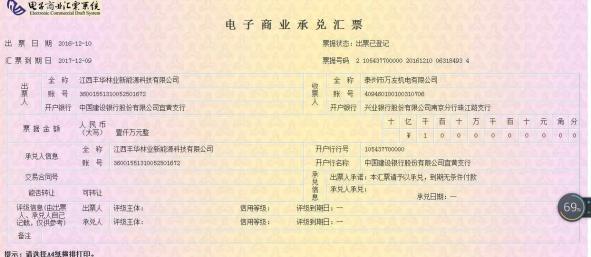 电子商业汇票系统
Electronic Commercial Draft System
电子商业承兑汇票
出票日期 2016-12-10 票据状态：出票已登记
汇票到期日 2017-12-09 票据号码 2 105437700000 20161210 06318493 4
出票人 全称 江西丰华林业新能源科技有限公司 收票人 全称 泰州市万友机电有限公司
账号 36001551310052501672 账号 409460100100310706
开户银行 中国建设银行股份有限公司宜黄支行 开户银行 兴业银行股份有限公司南京分行珠江路支行
票据金额 人民币（大写） 壹仟万元整 十亿千百十万千百十元角分
¥ 1 0 0 0 0 0 0 0 0 0
承兑人信息 全称 江西丰华林业新能源科技有限公司 开户行行号 105437700000
账号 36001551310052501672 开户行名称 中国建设银行股份有限公司宜黄支行
交易合同号 承兑信息 出票人承诺：本汇票请予以承兑，到期无条件付款
能否转让 可转让 承兑人承兑： 承兑日期：—
评级信息(由出票人、承兑人自己记载，仅供参考) 出票人 评级主体： 信用等级： 评级到期日：—
承兑人 评级主体： 信用等级： 评级到期日：—
备注
提示：请选择A4纸横排打印。
69%